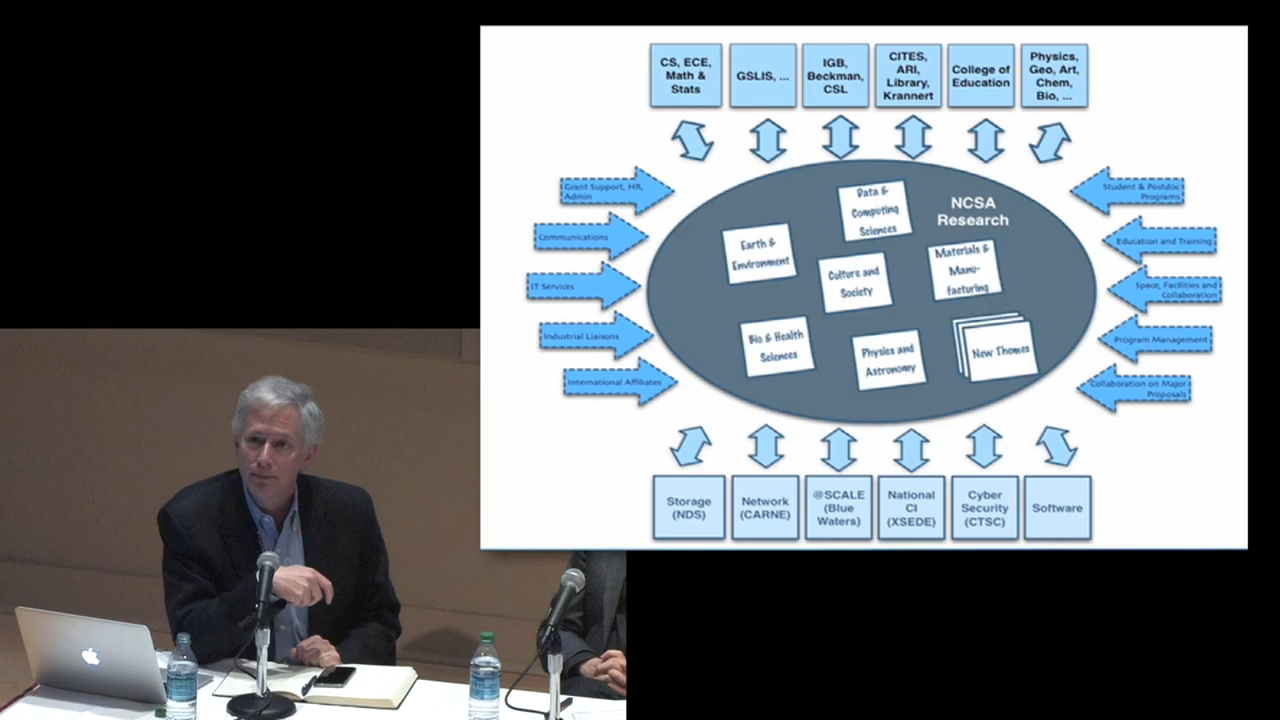 CS, ECE,
Math &
Stats
GSLIS, ...
IGB,
Beckman,
CSL
CITES,
ARI,
Library,
Krannert
College of
Education
Physics,
Geo, Art,
Chem,
Bio, ...
Grant Support, HR,
Admin
Communications
IT Services
Industrial Liaisons
International Affiliates
NCSA
Research
Data &
Computing
Sciences
Earth &
Environment
Culture and
Society
Materials &
Manu-
facturing
Bio & Health
Sciences
Physics and
Astronomy
New Themes
Student & Postdoc
Programs
Education and Training
Space, Facilities and
Collaboration
Program Management
Collaboration on Major
Proposals
Storage
(NDS)
Network
(CARNE)
@SCALE
(Blue
Waters)
National
CI
(XSEDE)
Cyber
Security
(CTSC)
Software